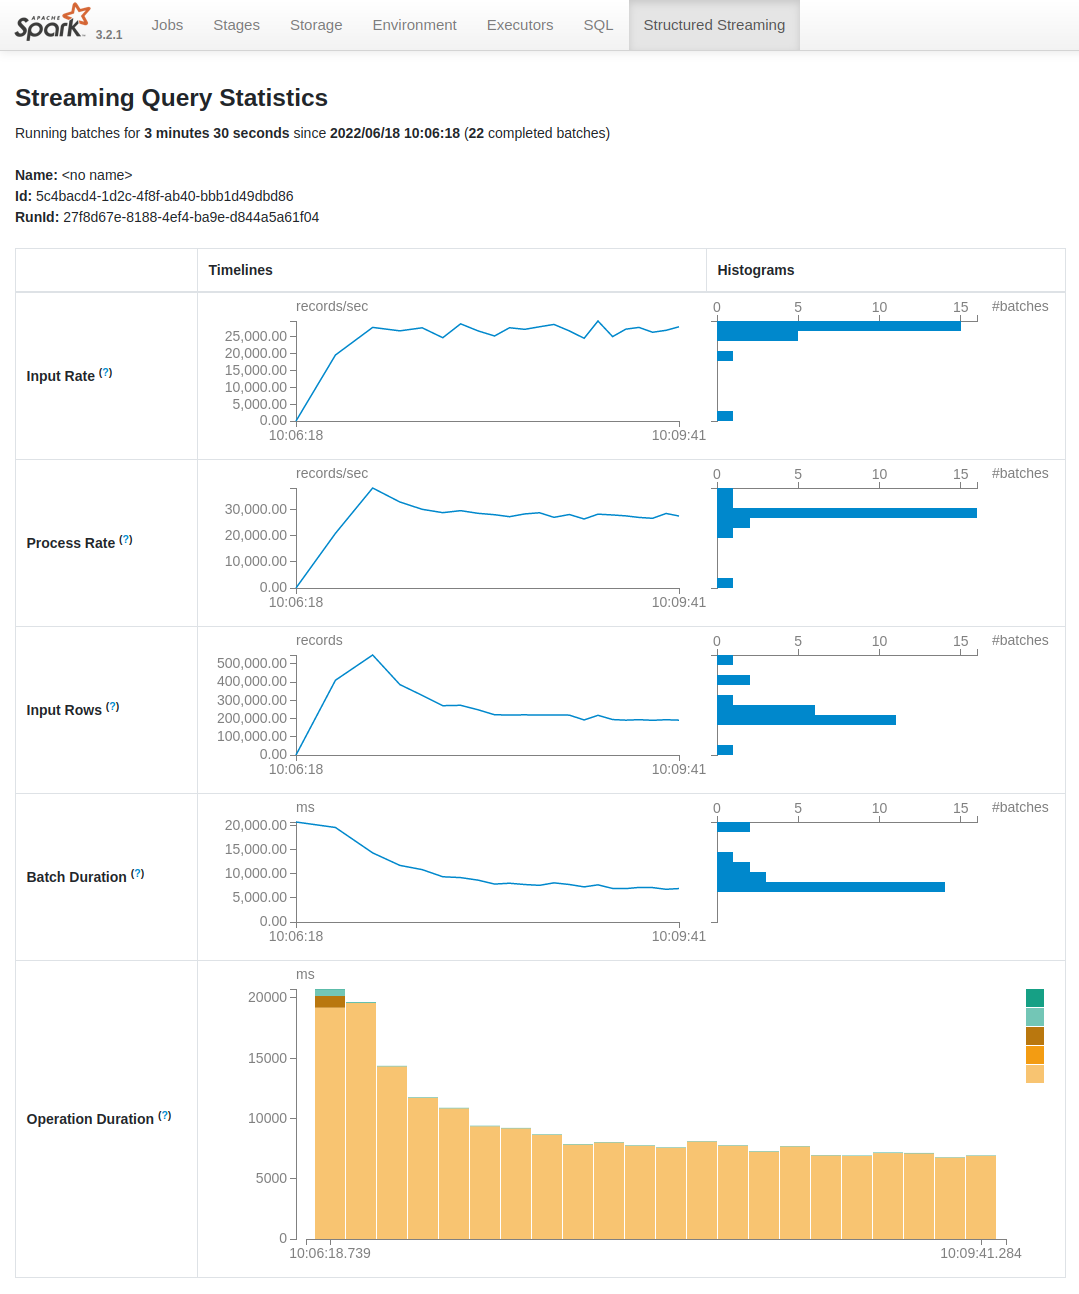 APACHE
Spark 3.2.1 Jobs Stages Storage Environment Executors SQL Structured Streaming
Streaming Query Statistics
Running batches for 3 minutes 30 seconds since 2022/06/18 10:06:18 (22 completed batches)
Name: <no name>
Id: 5c4bacd4-1d2c-4f8f-ab40-bbb1d49dbd86
RunId: 27f8d67e-8188-4ef4-ba9e-d844a5a61f04
Timelines Histograms
records/sec 0 5 10 15 #batches
25,000.00
20,000.00
15,000.00
Input Rate (?)
10,000.00
5,000.00
0.00
10:06:18 10:09:41
records/sec 0 5 10 15 #batches
30,000.00
20,000.00
Process Rate (?)
10,000.00
0.00
10:06:18 10:09:41
records 0 5 10 15 #batches
500,000.00
400,000.00
300,000.00
Input Rows (?)
200,000.00
100,000.00
0.00
10:06:18 10:09:41
ms 0 5 10 15 #batches
20,000.00
15,000.00
10,000.00
Batch Duration (?)
5,000.00
0.00
10:06:18 10:09:41
ms
20000
15000
10000
Operation Duration (?)
5000
0
10:06:18.739 10:09:41.284